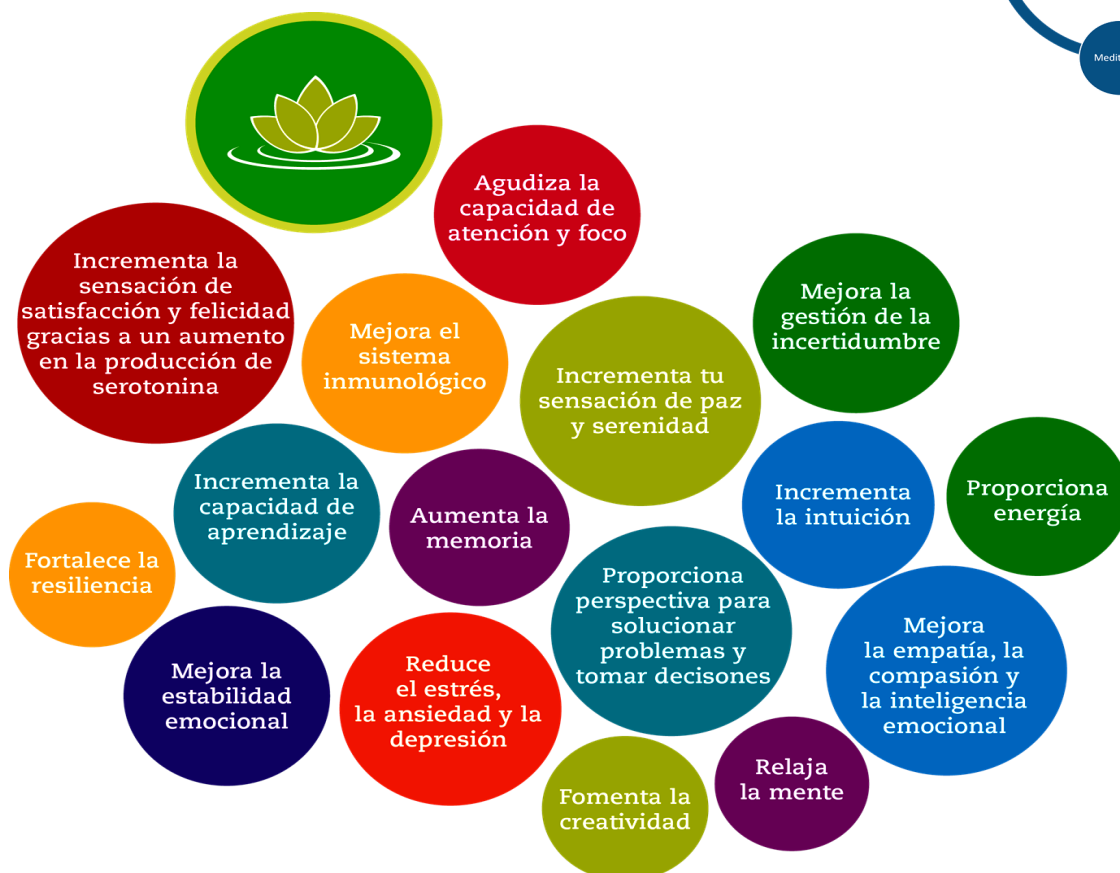 Medit
Agudiza la
capacidad de
atención y foco
Incrementa la
sensación de
satisfacción y felicidad
gracias a un aumento
en la producción de
serotonina
Mejora el
sistema
inmunológico
Mejora la
gestión de la
incertidumbre
Incrementa tu
sensación de paz
y serenidad
Incrementa la
capacidad de
aprendizaje
Aumenta la
memoria
Incrementa
la intuición
Proporciona
energía
Fortalece la
resiliencia
Proporciona
perspectiva para
solucionar
problemas y
tomar decisones
Mejora
la empatía, la
compasión y
la inteligencia
emocional
Mejora la
estabilidad
emocional
Reduce
el estrés,
la ansiedad y la
depresión
Relaja
la mente
Fomenta la
creatividad